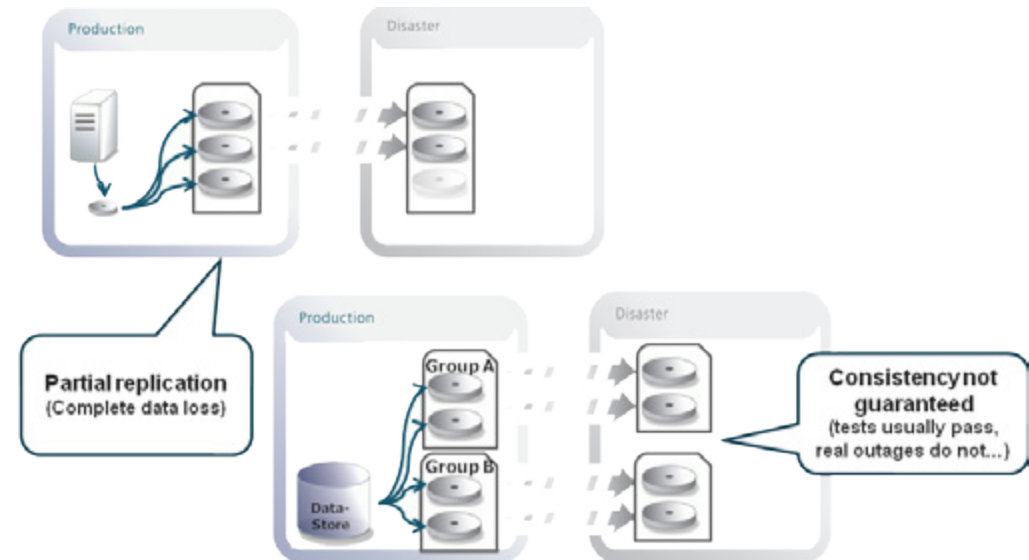 Production
Disaster
Partial replication
(Complete data loss)
Production
Disaster
Group A
Group B
Data-
Store
Consistency not
guaranteed
(tests usually pass,
real outages do not...)